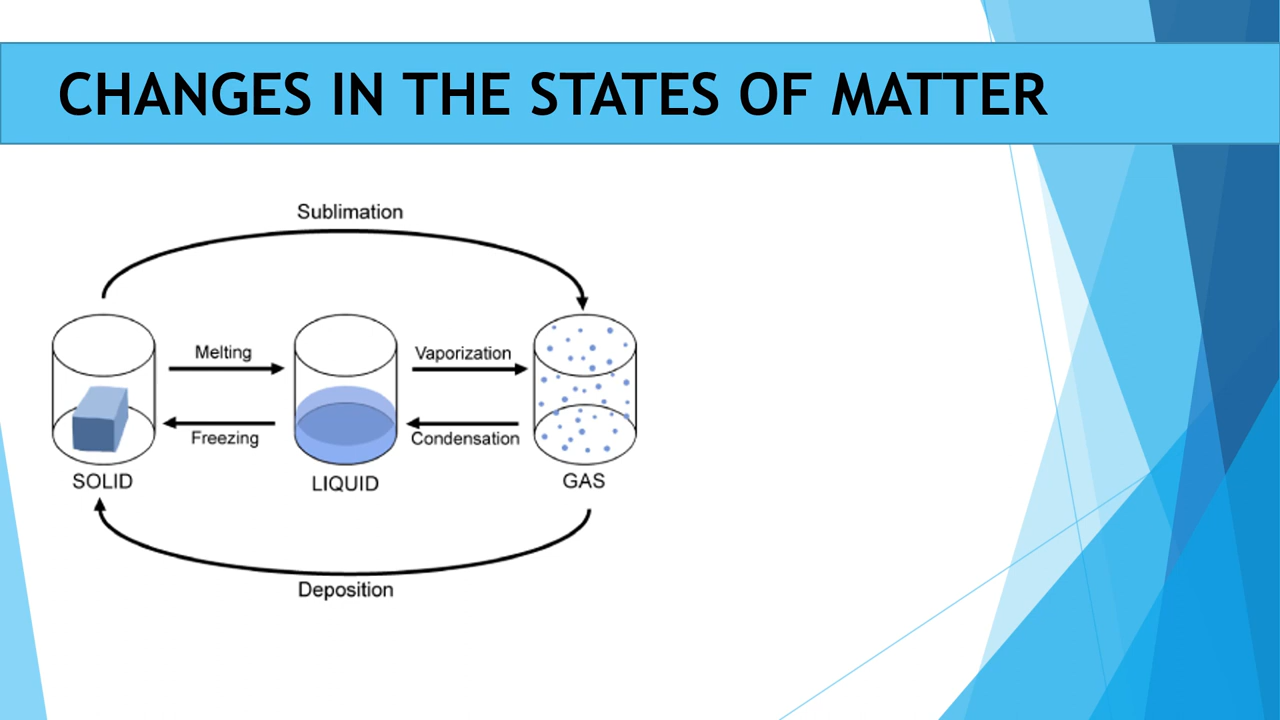 CHANGES IN THE STATES OF MATTER
Sublimation
Melting
Vaporization
Freezing
Condensation
SOLID
LIQUID
GAS
Deposition